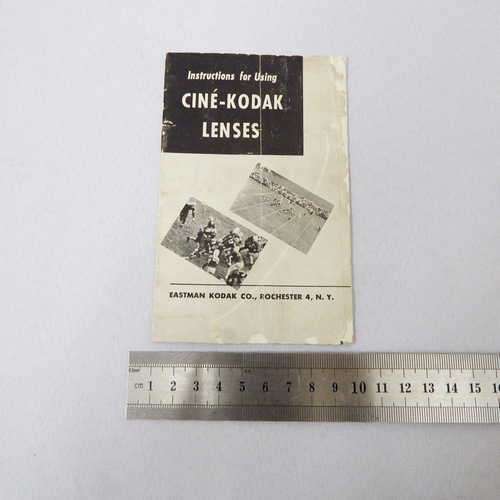 Instructions for Using
CINÉ-KODAK
LENSES
EASTMAN KODAK CO., ROCHESTER 4, N. Y.
cm 1 2 3 4 5 6 7 8 9 10 11 12 13 14 15 16